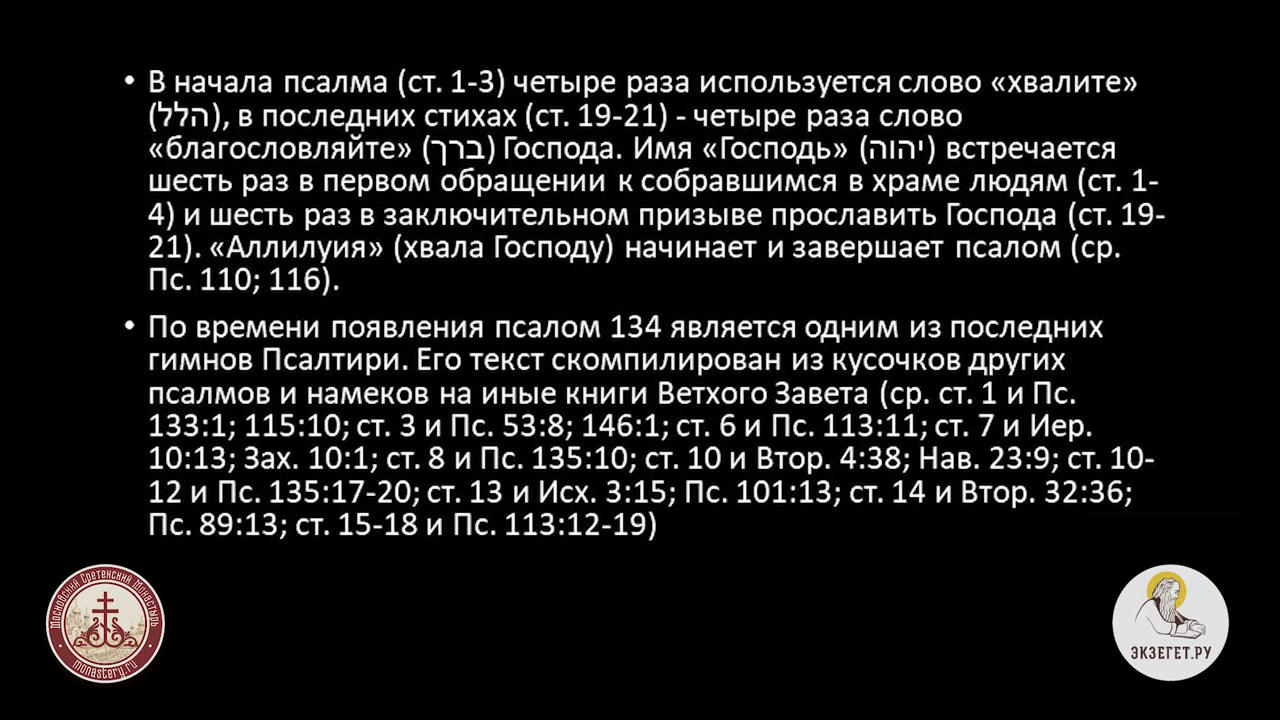 • В начала псалма (ст. 1-3) четыре раза используется слово «хвалите»
(הלל), в последних стихах (ст. 19-21) - четыре раза слово
«благословляйте» (ברך) Господа. Имя «Господь» (יהוה) встречается
шесть раз в первом обращении к собравшимся в храме людям (ст. 1-
4) и шесть раз в заключительном призыве прославить Господа (ст. 19-
21). «Аллилуия» (хвала Господу) начинает и завершает псалом (ср.
Пс. 110; 116).
• По времени появления псалом 134 является одним из последних
гимнов Псалтири. Его текст скомпилирован из кусочков других
псалмов и намеков на иные книги Ветхого Завета (ср. ст. 1 и Пс.
133:1; 115:10; ст. 3 и Пс. 53:8; 146:1; ст. 6 и Пс. 113:11; ст. 7 и Иер.
10:13; Зах. 10:1; ст. 8 и Пс. 135:10; ст. 10 и Втор. 4:38; Нав. 23:9; ст. 10-
12 и Пс. 135:17-20; ст. 13 и Исх. 3:15; Пс. 101:13; ст. 14 и Втор. 32:36;
Пс. 89:13; ст. 15-18 и Пс. 113:12-19)
Московский Сретенский Монастырь
monastery.ru
ЭКЗЕГЕТ.РУ